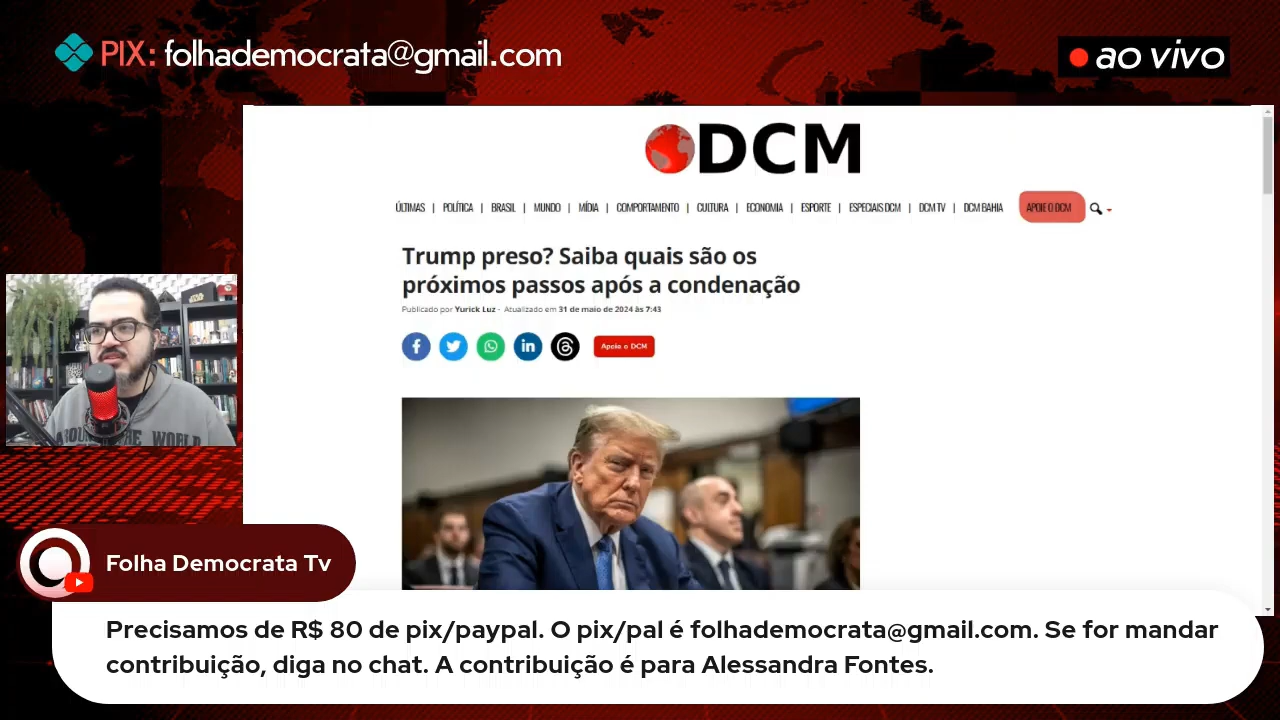 PIX: folhademocrata@gmail.com
ao vivo
DCM
ÚLTIMAS | POLÍTICA | BRASIL | MUNDO | MÍDIA | COMPORTAMENTO | CULTURA | ECONOMIA | ESPORTE | ESPECIAIS DCM | DCM TV | DCM BAHIA
APOIE O DCM
Trump preso? Saiba quais são os
próximos passos após a condenação
Publicado por Yurick Luz - Atualizado em 31 de maio de 2024 às 7:43
Apoie o DCM
AROUND THE WORLD
Folha Democrata Tv
Precisamos de R$ 80 de pix/paypal. O pix/pal é folhademocrata@gmail.com. Se for mandar
contribuição, diga no chat. A contribuição é para Alessandra Fontes.